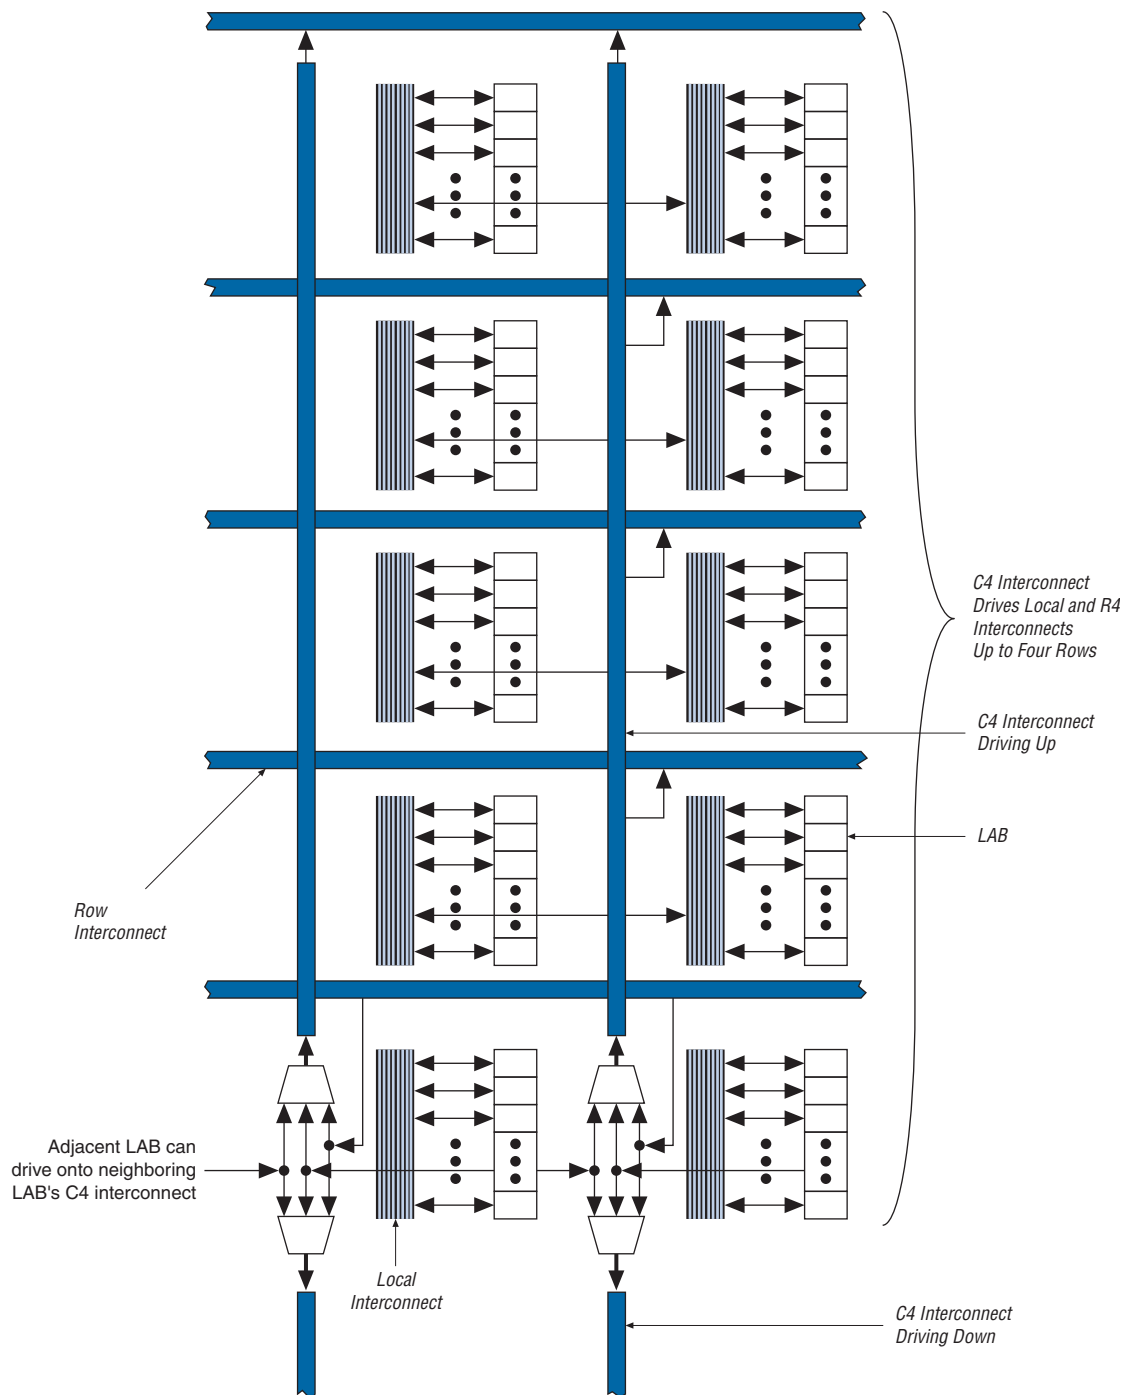 C4 Interconnect
Drives Local and R4
Interconnects
Up to Four Rows
C4 Interconnect
Driving Up
LAB
Row
Interconnect
Adjacent LAB can
drive onto neighboring
LAB's C4 interconnect
Local
Interconnect
C4 Interconnect
Driving Down